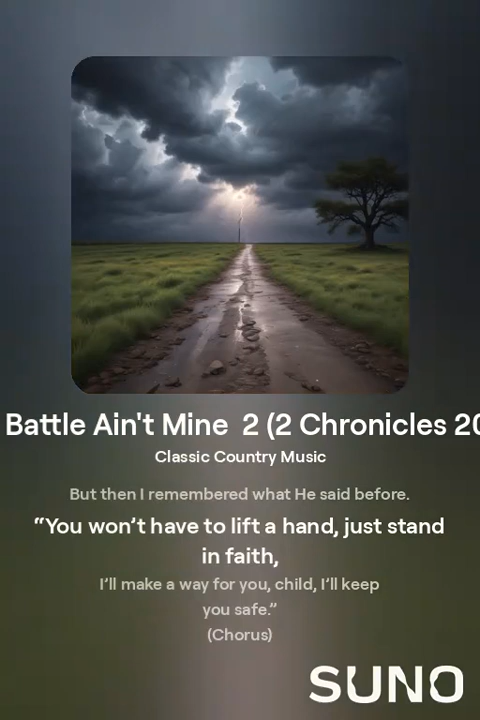 Battle Ain't Mine 2 (2 Chronicles 20
Classic Country Music
But then I remembered what He said before.
“You won’t have to lift a hand, just stand
in faith,
I’ll make a way for you, child, I’ll keep
you safe.”
(Chorus)
SUNO